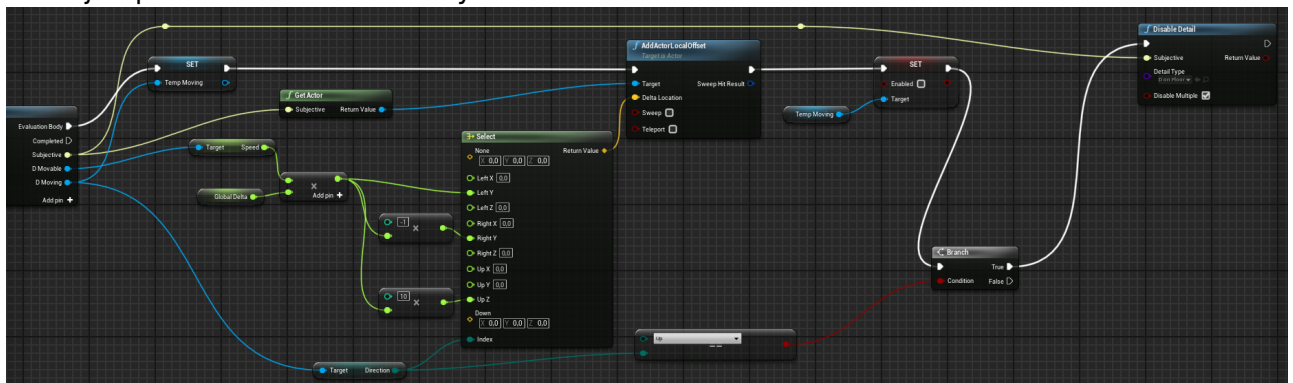 Evaluation Body
Completed
Subjective
D Movable
D Moving
Add pin +
SET
Temp Moving
Get Actor
Subjective Return Value
Target Speed
Global Delta
×
Add pin +
-1 ×
10 ×
Target Direction
Select
None Return Value
X 0,0 Y 0,0 Z 0,0
Left X 0,0
Left Y
Left Z 0,0
Right X 0,0
Right Y
Right Z 0,0
Up X 0,0
Up Y 0,0
Up Z
Down
X 0,0 Y 0,0 Z 0,0
Index
AddActorLocalOffset
Target is Actor
Target Sweep Hit Result
Delta Location
Sweep
Teleport
Up
==
Temp Moving
SET
Enabled
Target
Branch
True
Condition False
Disable Detail
Subjective Return Value
Detail Type
D on Floor
Disable Multiple